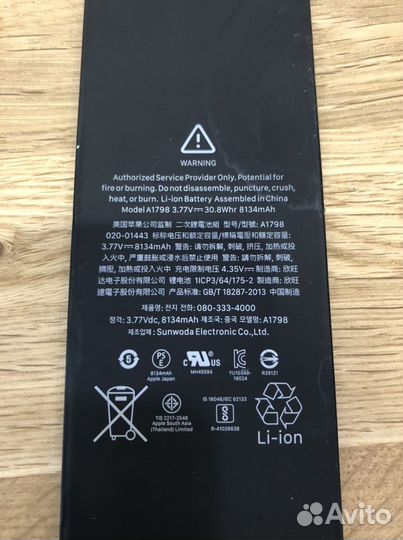 WARNING
Authorized Service Provider Only. Potential for
fire or burning. Do not disassemble, puncture, crush,
heat, or burn. Li-ion Battery Assembled in China
Model A1798 3.77V⎓30.8Whr 8134mAh
美国苹果公司监制 二次鋰電池組 型号/型號: A1798
020-01443 标称电压和额定容量/標稱電壓和額定容量:
3.77V⎓8134mAh 警告: 请勿拆解, 刺破, 挤压, 加热或投
入火中, 严重鼓胀或浸水后禁用 警告: 請勿拆解, 刺破,
擠壓, 加熱或投入火中 充电限制电压 4.35V⎓制造商: 欣旺
达电子股份有限公司 锂电池 1ICP3/64/175-2 製造商: 欣旺
達電子股份有限公司 产品标准: GB/T 18287-2013 中国制造
제품명: 전지 전화: 080-333-4000
정격: 3.77Vdc, 8134mAh 제조국: 중국 모델명: A1798
제조업체: Sunwoda Electronic Co.,Ltd.
5
PS
E
8134mAh
Apple Japan
c RU US
MH45584
YU10349-
16024
R39121
TIS 2217-2548
Apple South Asia
(Thailand) Limited
IS 16046/IEC 62133
R-41026638
Li-ion
Avito